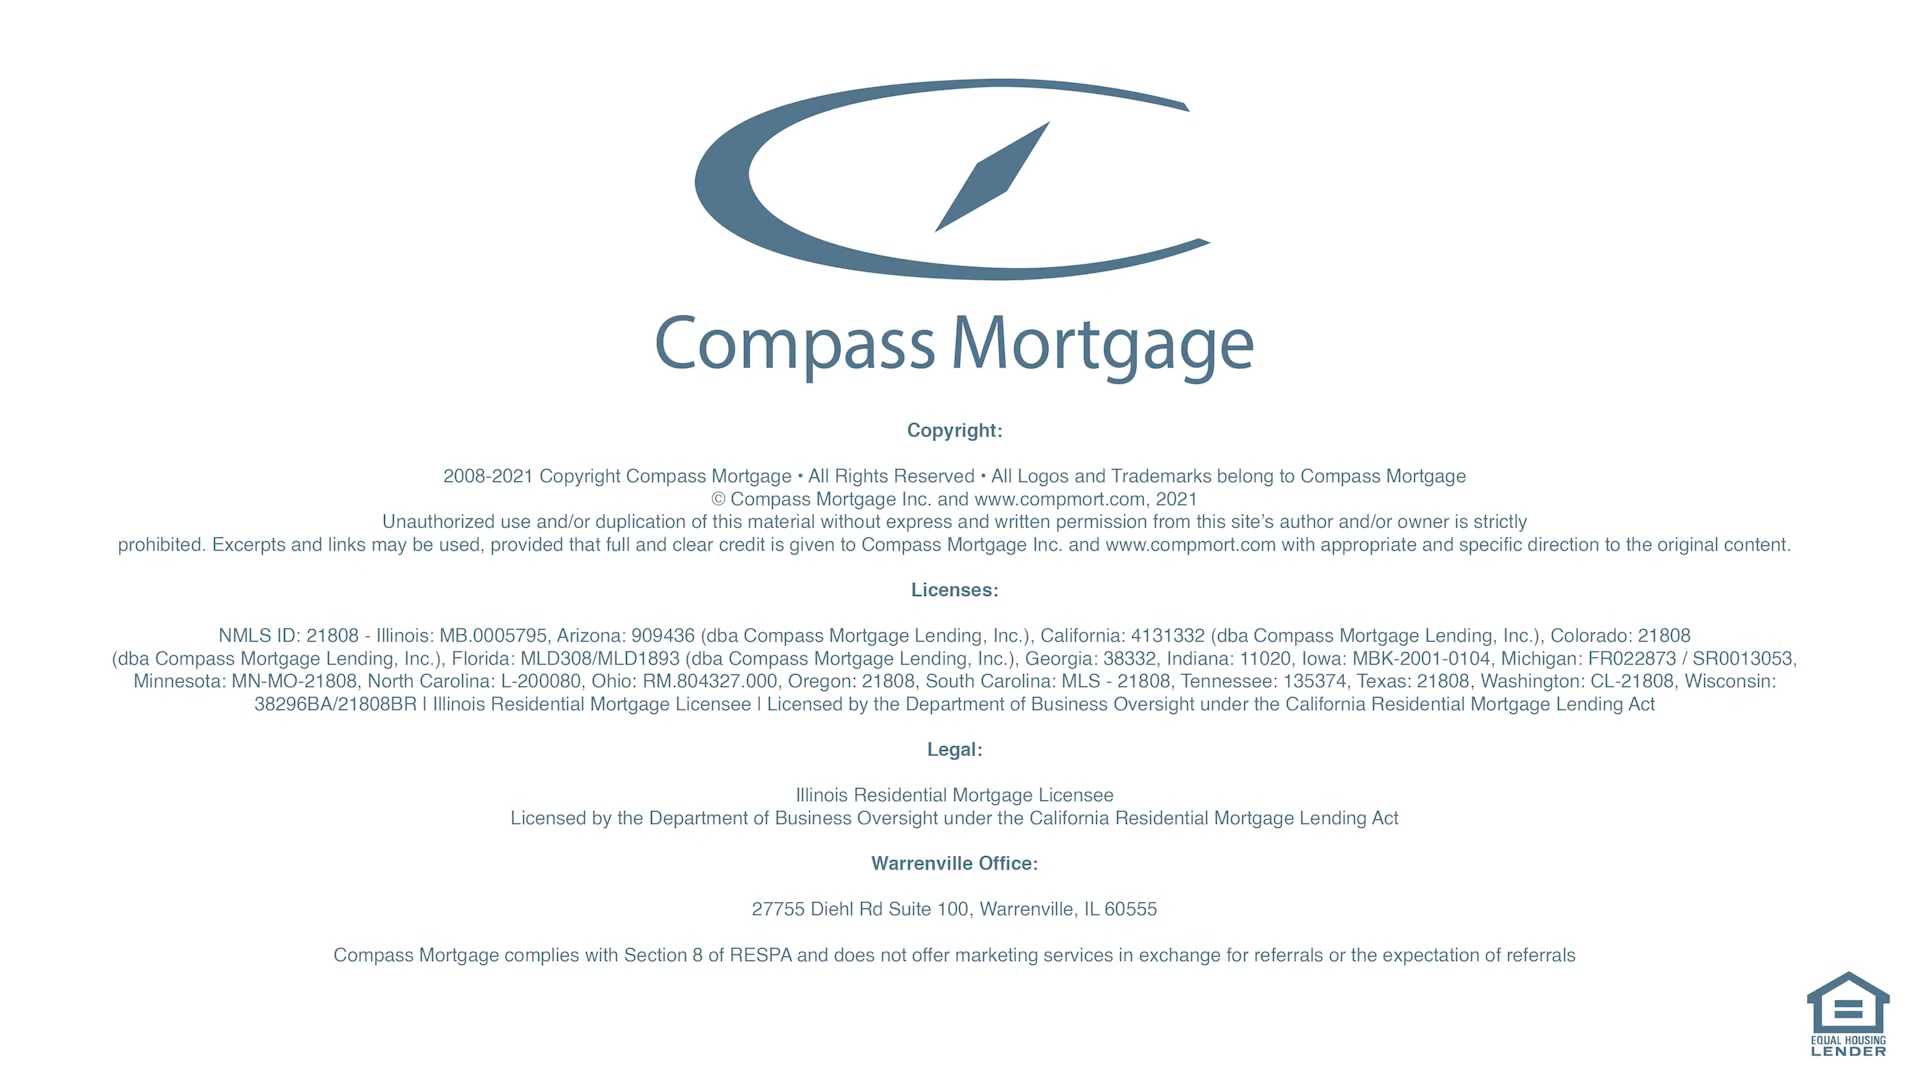 Compass Mortgage
Copyright:
2008-2021 Copyright Compass Mortgage • All Rights Reserved • All Logos and Trademarks belong to Compass Mortgage
© Compass Mortgage Inc. and www.compmort.com, 2021
Unauthorized use and/or duplication of this material without express and written permission from this site's author and/or owner is strictly
prohibited. Excerpts and links may be used, provided that full and clear credit is given to Compass Mortgage Inc. and www.compmort.com with appropriate and specific direction to the original content.
Licenses:
NMLS ID: 21808 - Illinois: MB.0005795, Arizona: 909436 (dba Compass Mortgage Lending, Inc.), California: 4131332 (dba Compass Mortgage Lending, Inc.), Colorado: 21808
(dba Compass Mortgage Lending, Inc.), Florida: MLD308/MLD1893 (dba Compass Mortgage Lending, Inc.), Georgia: 38332, Indiana: 11020, Iowa: MBK-2001-0104, Michigan: FR022873 / SR0013053,
Minnesota: MN-MO-21808, North Carolina: L-200080, Ohio: RM.804327.000, Oregon: 21808, South Carolina: MLS - 21808, Tennessee: 135374, Texas: 21808, Washington: CL-21808, Wisconsin:
38296BA/21808BR | Illinois Residential Mortgage Licensee | Licensed by the Department of Business Oversight under the California Residential Mortgage Lending Act
Legal:
Illinois Residential Mortgage Licensee
Licensed by the Department of Business Oversight under the California Residential Mortgage Lending Act
Warrenville Office:
27755 Diehl Rd Suite 100, Warrenville, IL 60555
Compass Mortgage complies with Section 8 of RESPA and does not offer marketing services in exchange for referrals or the expectation of referrals
EQUAL HOUSING
LENDER